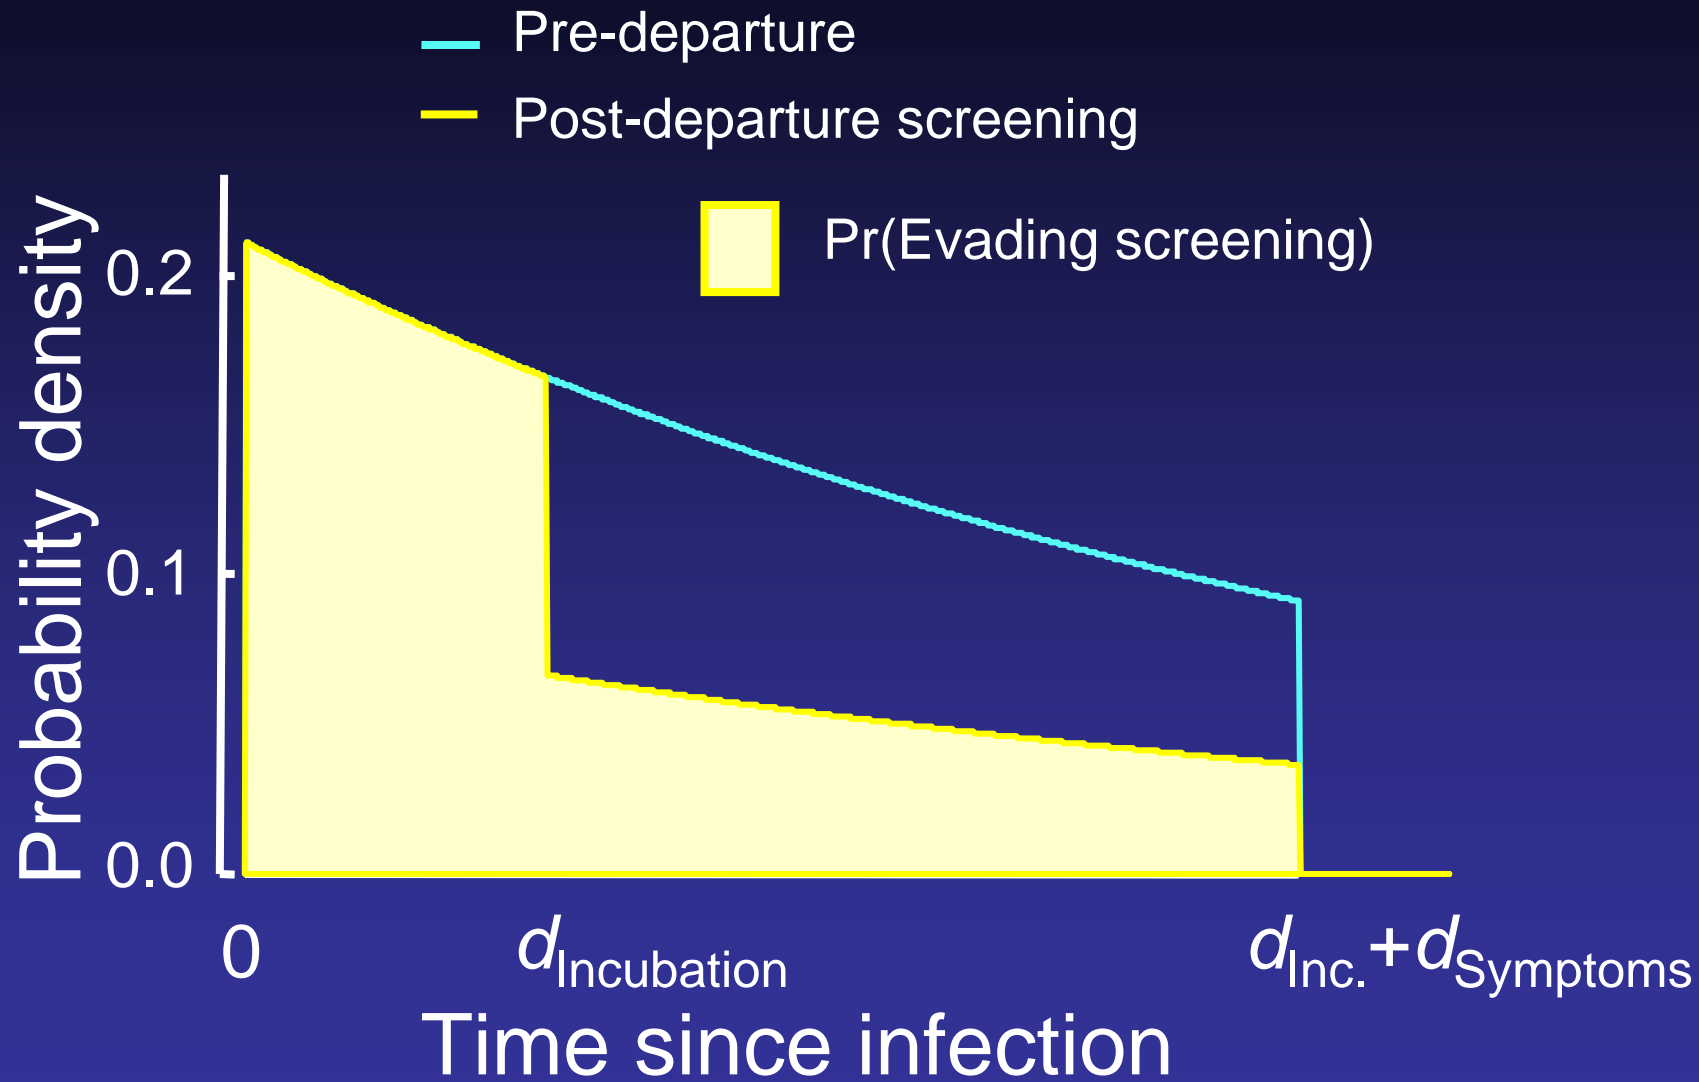 Pre-departure
Post-departure screening
Pr(Evading screening)
Probability density
0.2
0.1
0.0
0
dIncubation
dInc.+dSymptoms
Time since infection